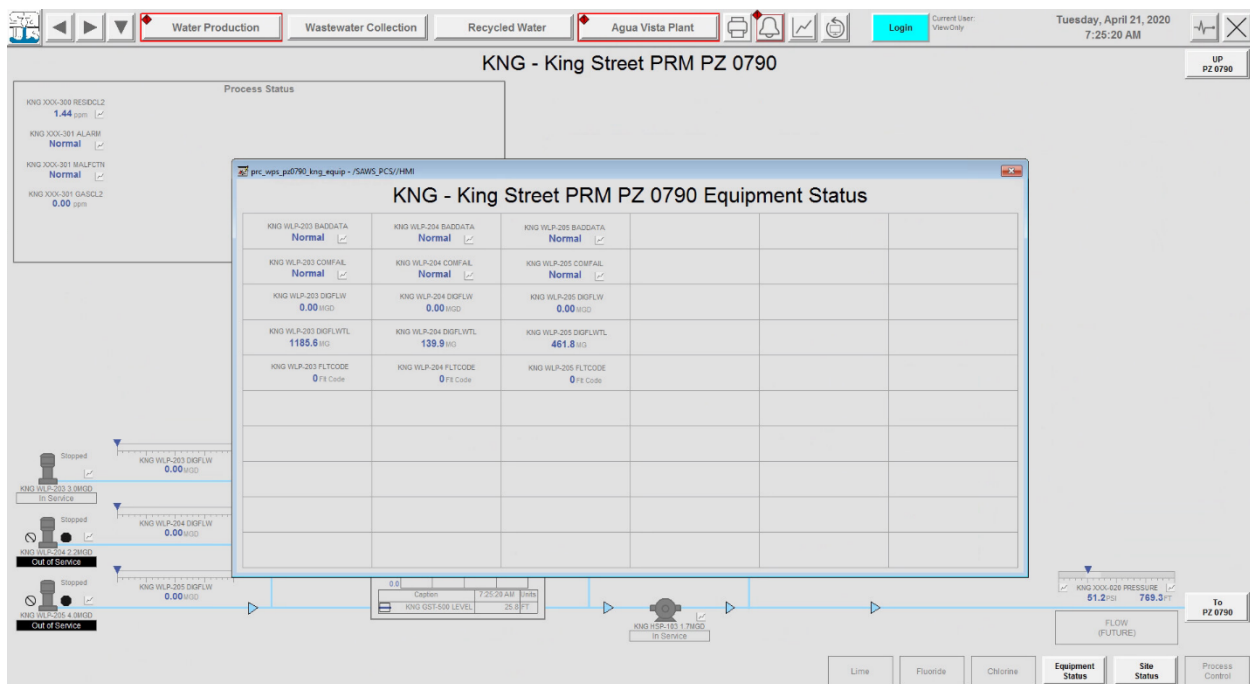 Water Production
Wastewater Collection
Recycled Water
Agua Vista Plant
Login
Current User:
ViewOnly
Tuesday, April 21, 2020
7:25:20 AM
KNG - King Street PRM PZ 0790
UP
PZ 0790
Process Status
KNG XXX-300 RESIDCL2
1.44 ppm
KNG XXX-301 ALARM
Normal
KNG XXX-301 MALFCTN
Normal
KNG XXX-301 GASCL2
0.00 ppm
prc_wps_pz0790_kng_equip - /SAWS_PCS//HMI
KNG - King Street PRM PZ 0790 Equipment Status
KNG WLP-203 BADDATA KNG WLP-204 BADDATA KNG WLP-205 BADDATA
Normal Normal Normal
KNG WLP-203 COMFAIL KNG WLP-204 COMFAIL KNG WLP-205 COMFAIL
Normal Normal Normal
KNG WLP-203 DIGFLW KNG WLP-204 DIGFLW KNG WLP-205 DIGFLW
0.00 MGD 0.00 MGD 0.00 MGD
KNG WLP-203 DIGFLWTL KNG WLP-204 DIGFLWTL KNG WLP-205 DIGFLWTL
1185.6 MG 139.9 MG 461.8 MG
KNG WLP-203 FLTCODE KNG WLP-204 FLTCODE KNG WLP-205 FLTCODE
0 Flt Code 0 Flt Code 0 Flt Code
Stopped
KNG WLP-203 DIGFLW
0.00 MGD
KNG WLP-203 3.0MGD
In Service
Stopped
KNG WLP-204 DIGFLW
0.00 MGD
KNG WLP-204 2.2MGD
Out of Service
Stopped
KNG WLP-205 DIGFLW
0.00 MGD
KNG WLP-205 4.0MGD
Out of Service
0.0
Caption 7:25:20 AM Units
KNG GST-500 LEVEL 25.8 FT
KNG HSP-103 1.7MGD
In Service
KNG XXX-020 PRESSURE
51.2 PSI 769.3 FT
FLOW
(FUTURE)
To
PZ 0790
Lime
Fluoride
Chlorine
Equipment
Status
Site
Status
Process
Control